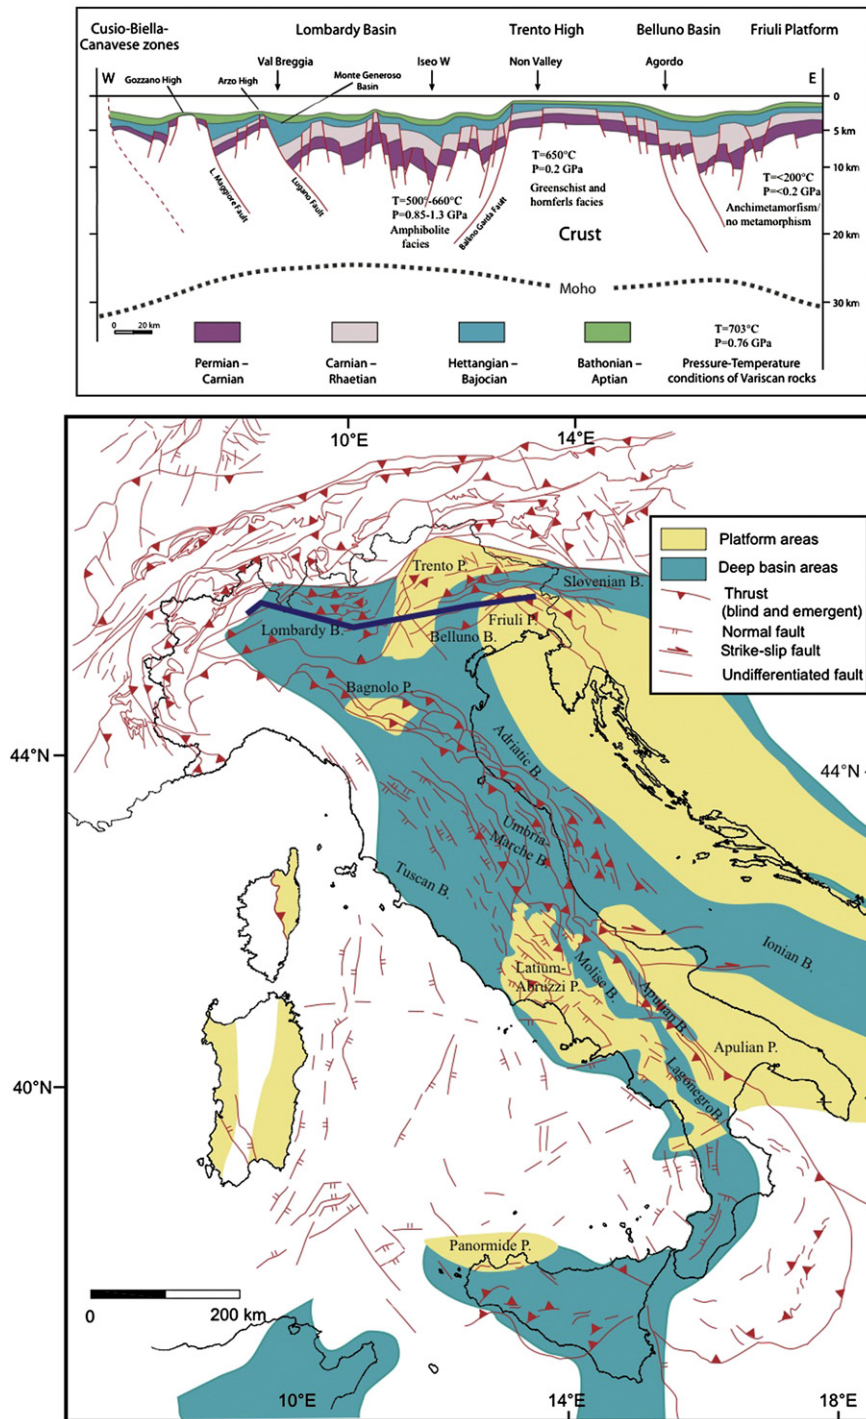 Cusio-Biella-
Canavese zones
Lombardy Basin
Trento High
Belluno Basin
Friuli Platform
W
Gozzano High
Arzo High
Val Breggia
Monte Generoso
Basin
Iseo W
Non Valley
Agordo
E
0
5 km
10 km
20 km
30 km
L. Maggiore Fault
Lugano Fault
Ballino Garda Fault
T=500°-660°C
P=0.85-1.3 GPa
Amphibolite
facies
T=650°C
P=0.2 GPa
Greenschist and
hornferls facies
T=<200°C
P=<0.2 GPa
Anchimetamorfism/
no metamorphism
Crust
Moho
0 20 km
Permian –
Carnian
Carnian –
Rhaetian
Hettangian –
Bajocian
Bathonian –
Aptian
T=703°C
P=0.76 GPa
Pressure-Temperature
conditions of Variscan rocks
10°E
14°E
Platform areas
Deep basin areas
Thrust
(blind and emergent)
Normal fault
Strike-slip fault
Undifferentiated fault
Trento P.
Slovenian B.
Lombardy B.
Belluno B.
Friuli P.
Bagnolo P.
44°N
44°N
Adriatic B.
Umbria-
Marche B.
Tuscan B.
Ionian B.
Latium-
Abruzzi P.
Molise B.
Apulian B.
Apulian P.
Lagonegro B.
40°N
Panormide P.
0
200 km
10°E
14°E
18°E